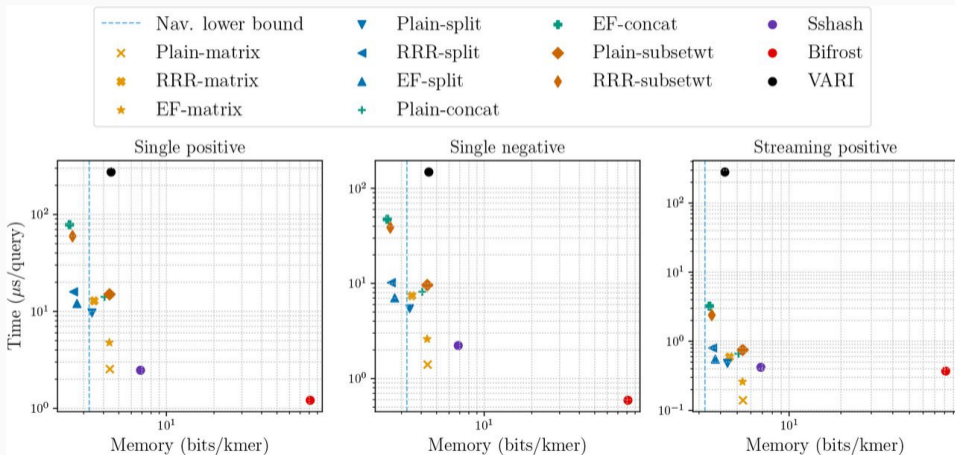 Nav. lower bound
Plain-matrix
RRR-matrix
EF-matrix
Plain-split
RRR-split
EF-split
Plain-concat
EF-concat
Plain-subsetwt
RRR-subsetwt
Sshash
Bifrost
VARI
Single positive
Single negative
Streaming positive
Time (μs/query)
10²
10¹
10⁰
10¹
Memory (bits/kmer)
10²
10¹
10⁰
10¹
Memory (bits/kmer)
10²
10¹
10⁰
10⁻¹
10¹
Memory (bits/kmer)